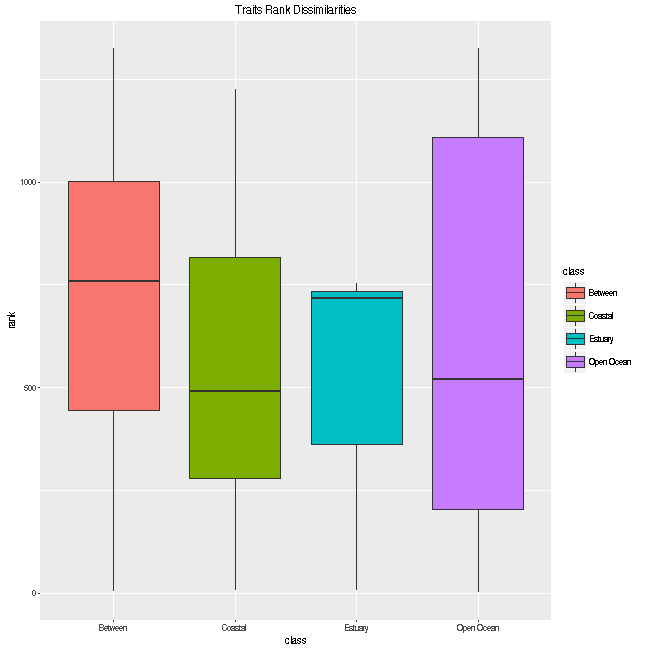 Traits Rank Dissimilarities
1000
500
0
rank
Between
Coastal
Estuary
Open Ocean
class
class
Between
Coastal
Estuary
Open Ocean